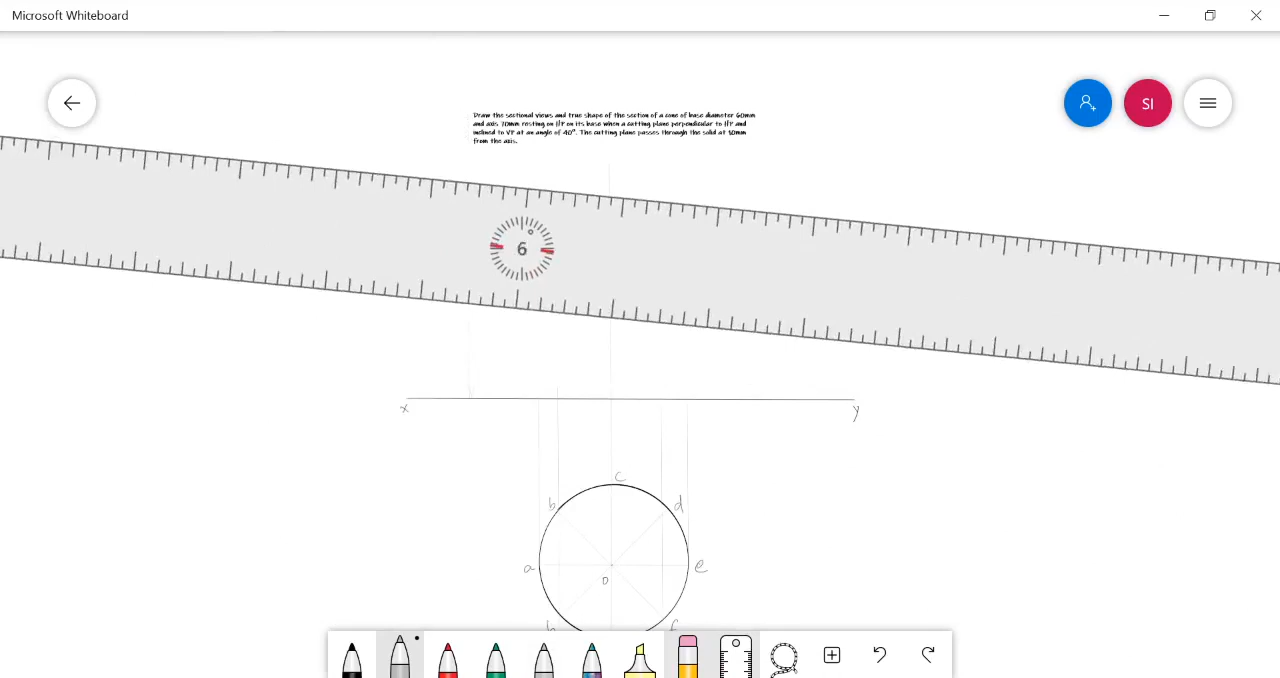 Microsoft Whiteboard
SI
Draw the sectional views and true shape of the section of a cone of base diameter 60mm
and axis 70mm resting on HP on its base when a cutting plane perpendicular to HP and
inclined to VP at an angle of 40°. The cutting plane passes through the solid at 10mm
from the axis.
6°
x y
c
b d
a e
o
h f